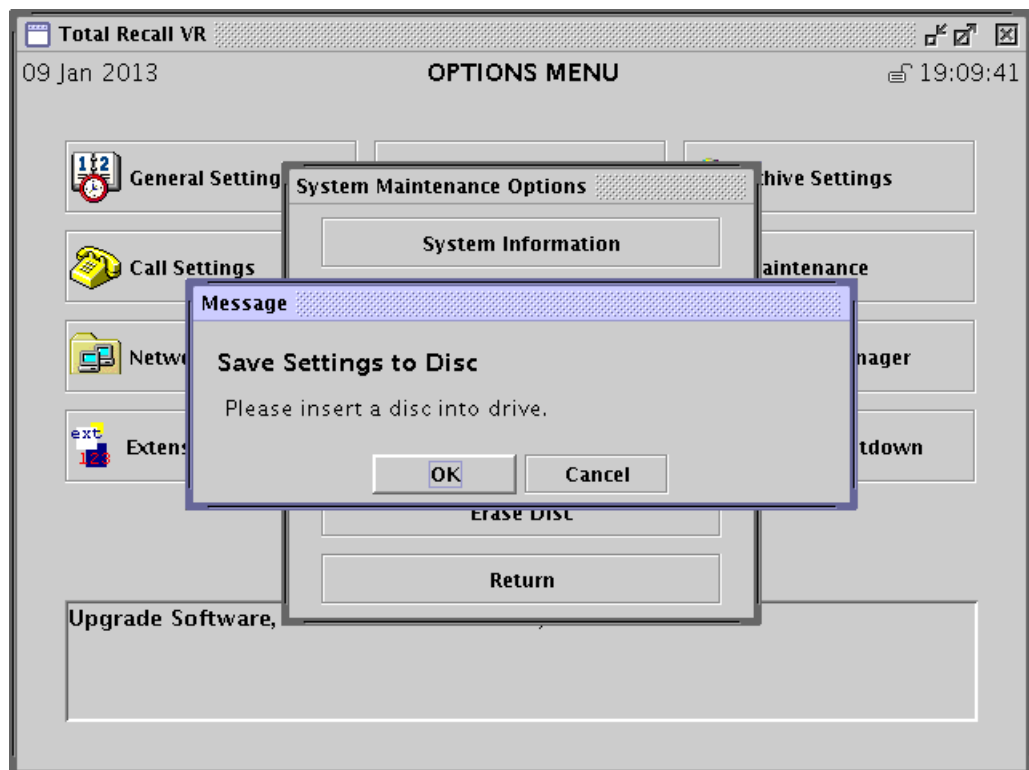 Total Recall VR
09 Jan 2013 OPTIONS MENU 19:09:41
General Setting
System Maintenance Options
hive Settings
System Information
Call Settings
aintenance
Message
Netw
Save Settings to Disc
nager
Please insert a disc into drive.
ext
123
Extens
tdown
OK Cancel
Erase Disc
Return
Upgrade Software,